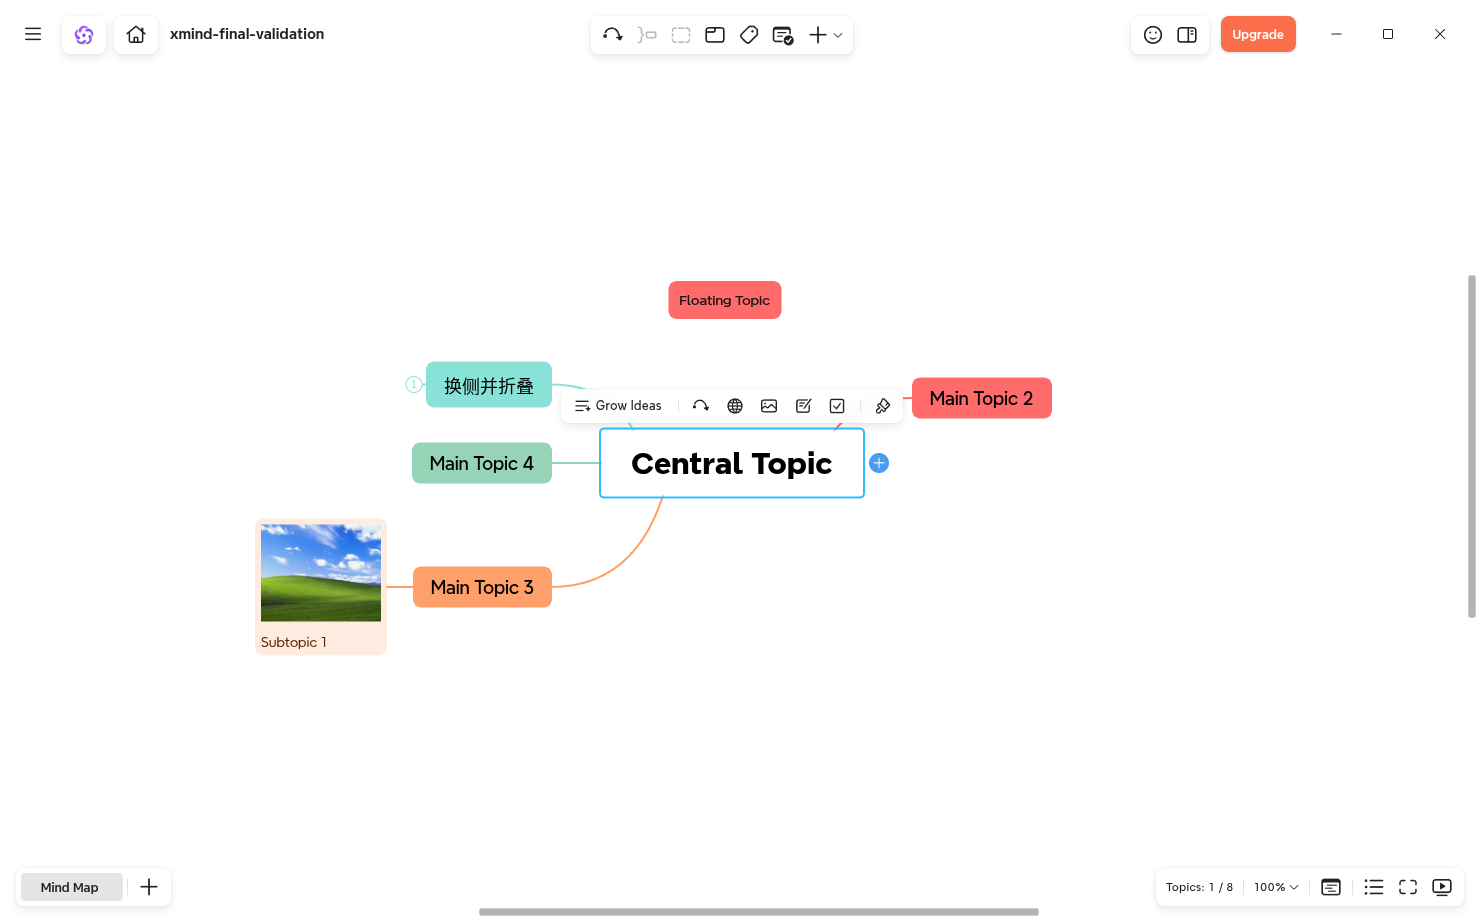 xmind-final-validation
Upgrade
Floating Topic
1
换侧并折叠
Grow Ideas
Main Topic 2
Main Topic 4
Central Topic
Main Topic 3
Subtopic 1
Mind Map
Topics: 1 / 8
100%